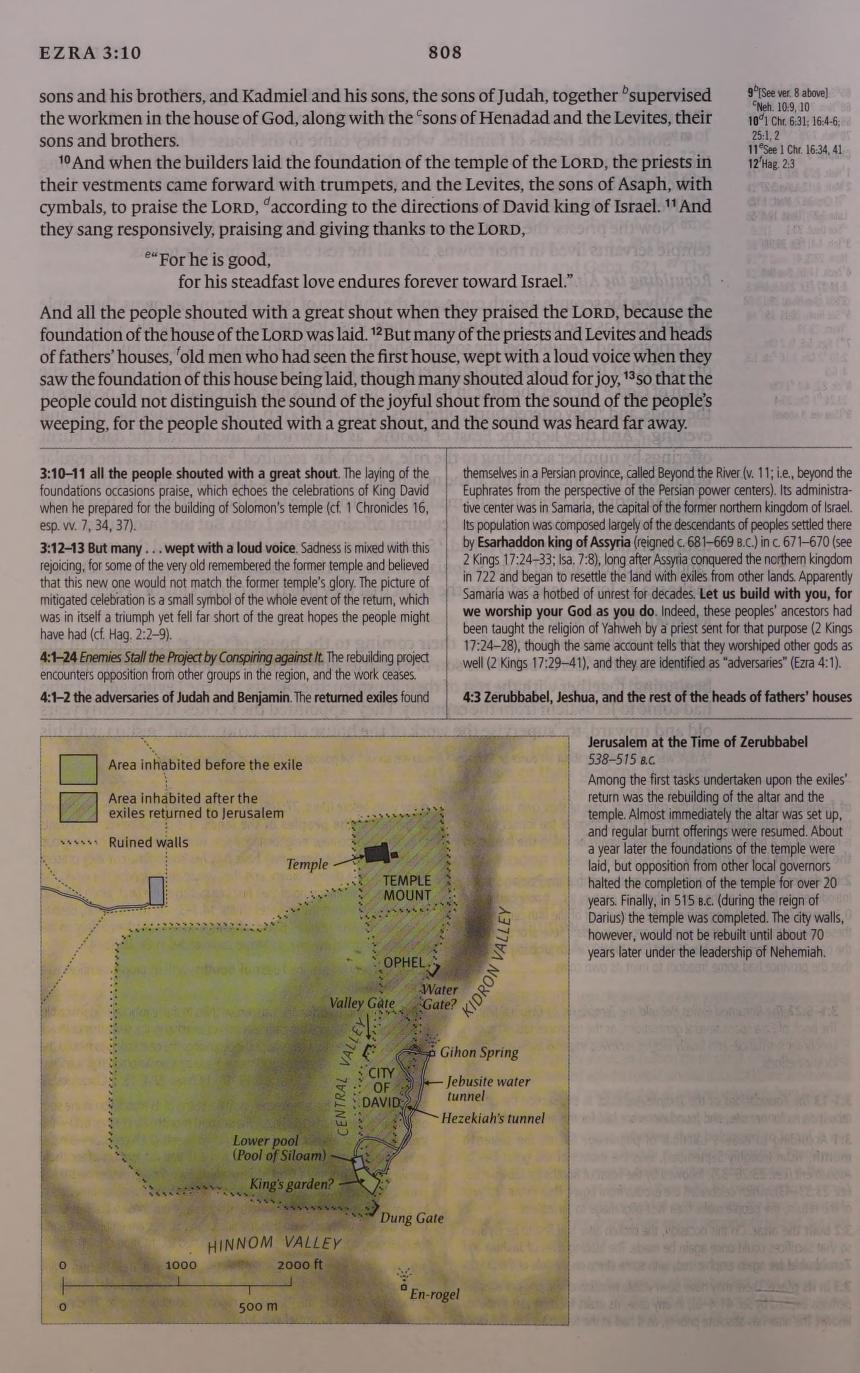 EZRA 3:10
808
sons and his brothers, and Kadmiel and his sons, the sons of Judah, together ᵇsupervised
the workmen in the house of God, along with the ᶜsons of Henadad and the Levites, their
sons and brothers.
¹⁰And when the builders laid the foundation of the temple of the LORD, the priests in
their vestments came forward with trumpets, and the Levites, the sons of Asaph, with
cymbals, to praise the LORD, ᵈaccording to the directions of David king of Israel. ¹¹And
they sang responsively, praising and giving thanks to the LORD,
ᵉ“For he is good,
for his steadfast love endures forever toward Israel.”
And all the people shouted with a great shout when they praised the LORD, because the
foundation of the house of the LORD was laid. ¹²But many of the priests and Levites and heads
of fathers’ houses, ᶠold men who had seen the first house, wept with a loud voice when they
saw the foundation of this house being laid, though many shouted aloud for joy, ¹³so that the
people could not distinguish the sound of the joyful shout from the sound of the people’s
weeping, for the people shouted with a great shout, and the sound was heard far away.
9ᵇ[See ver. 8 above]
ᶜNeh. 10:9, 10
10ᵈ1 Chr. 6:31; 16:4-6;
25:1, 2
11ᵉSee 1 Chr. 16:34, 41
12ᶠHag. 2:3
3:10–11 all the people shouted with a great shout. The laying of the
foundations occasions praise, which echoes the celebrations of King David
when he prepared for the building of Solomon’s temple (cf. 1 Chronicles 16,
esp. vv. 7, 34, 37).
3:12–13 But many . . . wept with a loud voice. Sadness is mixed with this
rejoicing, for some of the very old remembered the former temple and believed
that this new one would not match the former temple’s glory. The picture of
mitigated celebration is a small symbol of the whole event of the return, which
was in itself a triumph yet fell far short of the great hopes the people might
have had (cf. Hag. 2:2–9).
4:1–24 Enemies Stall the Project by Conspiring against It. The rebuilding project
encounters opposition from other groups in the region, and the work ceases.
4:1–2 the adversaries of Judah and Benjamin. The returned exiles found
themselves in a Persian province, called Beyond the River (v. 11; i.e., beyond the
Euphrates from the perspective of the Persian power centers). Its administra-
tive center was in Samaria, the capital of the former northern kingdom of Israel.
Its population was composed largely of the descendants of peoples settled there
by Esarhaddon king of Assyria (reigned c. 681–669 B.C.) in c. 671–670 (see
2 Kings 17:24–33; Isa. 7:8), long after Assyria conquered the northern kingdom
in 722 and began to resettle the land with exiles from other lands. Apparently
Samaria was a hotbed of unrest for decades. Let us build with you, for
we worship your God as you do. Indeed, these peoples’ ancestors had
been taught the religion of Yahweh by a priest sent for that purpose (2 Kings
17:24–28), though the same account tells that they worshiped other gods as
well (2 Kings 17:29–41), and they are identified as “adversaries” (Ezra 4:1).
4:3 Zerubbabel, Jeshua, and the rest of the heads of fathers’ houses
Area inhabited before the exile
Area inhabited after the
exiles returned to Jerusalem
Ruined walls
Temple
TEMPLE
MOUNT
OPHEL
KIDRON VALLEY
Water
Gate?
Valley Gate
CENTRAL VALLEY
Gihon Spring
CITY
OF
DAVID
Jebusite water
tunnel
Hezekiah’s tunnel
Lower pool
(Pool of Siloam)
King’s garden?
Dung Gate
HINNOM VALLEY
0 1000 2000 ft
0 500 m
En-rogel
Jerusalem at the Time of Zerubbabel
538–515 B.C.
Among the first tasks undertaken upon the exiles’
return was the rebuilding of the altar and the
temple. Almost immediately the altar was set up,
and regular burnt offerings were resumed. About
a year later the foundations of the temple were
laid, but opposition from other local governors
halted the completion of the temple for over 20
years. Finally, in 515 B.C. (during the reign of
Darius) the temple was completed. The city walls,
however, would not be rebuilt until about 70
years later under the leadership of Nehemiah.